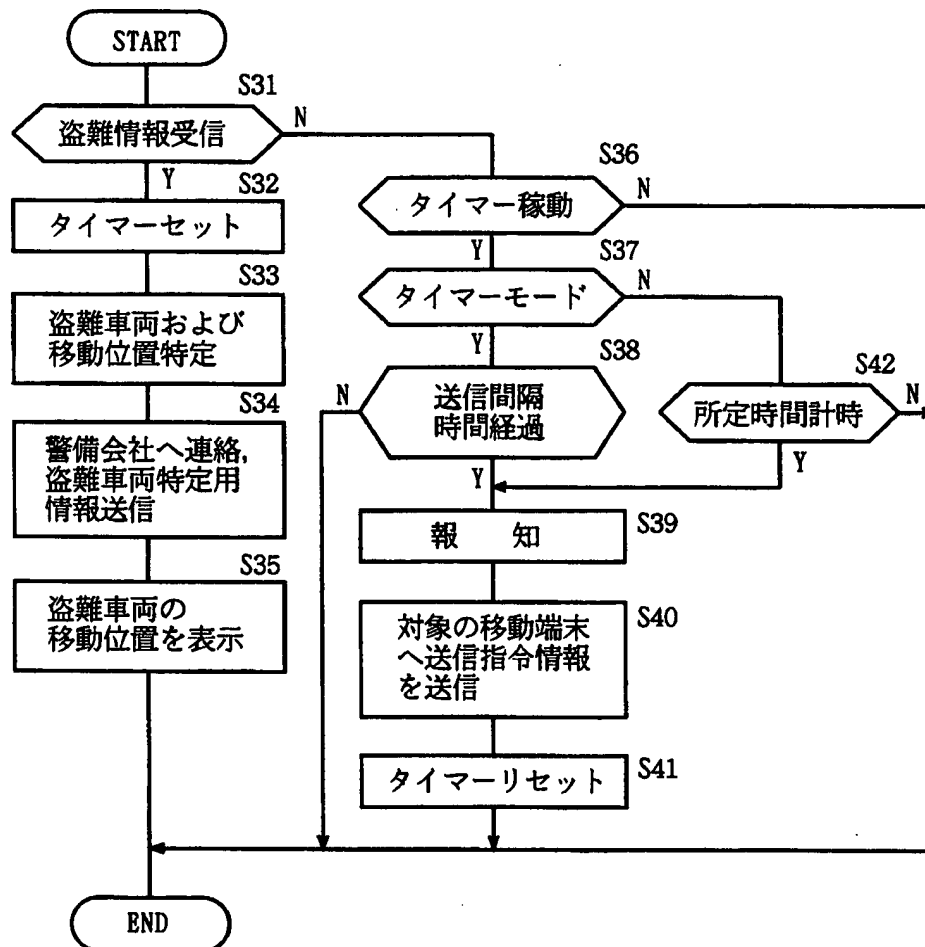 START
S31
盗難情報受信
N
Y
S32
タイマーセット
S33
盗難車両および
移動位置特定
S34
警備会社へ連絡,
盗難車両特定用
情報送信
S35
盗難車両の
移動位置を表示
S36
タイマー稼動
N
Y
S37
タイマーモード
N
Y
S38
送信間隔
時間経過
N
Y
S42
所定時間計時
N
Y
S39
報 知
S40
対象の移動端末
へ送信指令情報
を送信
S41
タイマーリセット
END